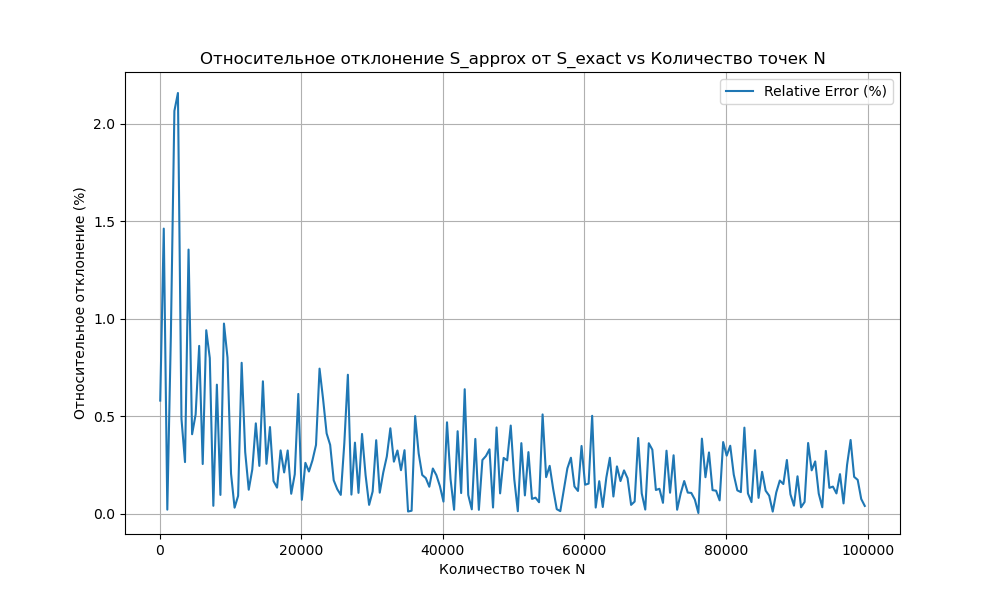 Относительное отклонение S_approx от S_exact vs Количество точек N
Relative Error (%)
Относительное отклонение (%)
2.0
1.5
1.0
0.5
0.0
0
20000
40000
60000
80000
100000
Количество точек N